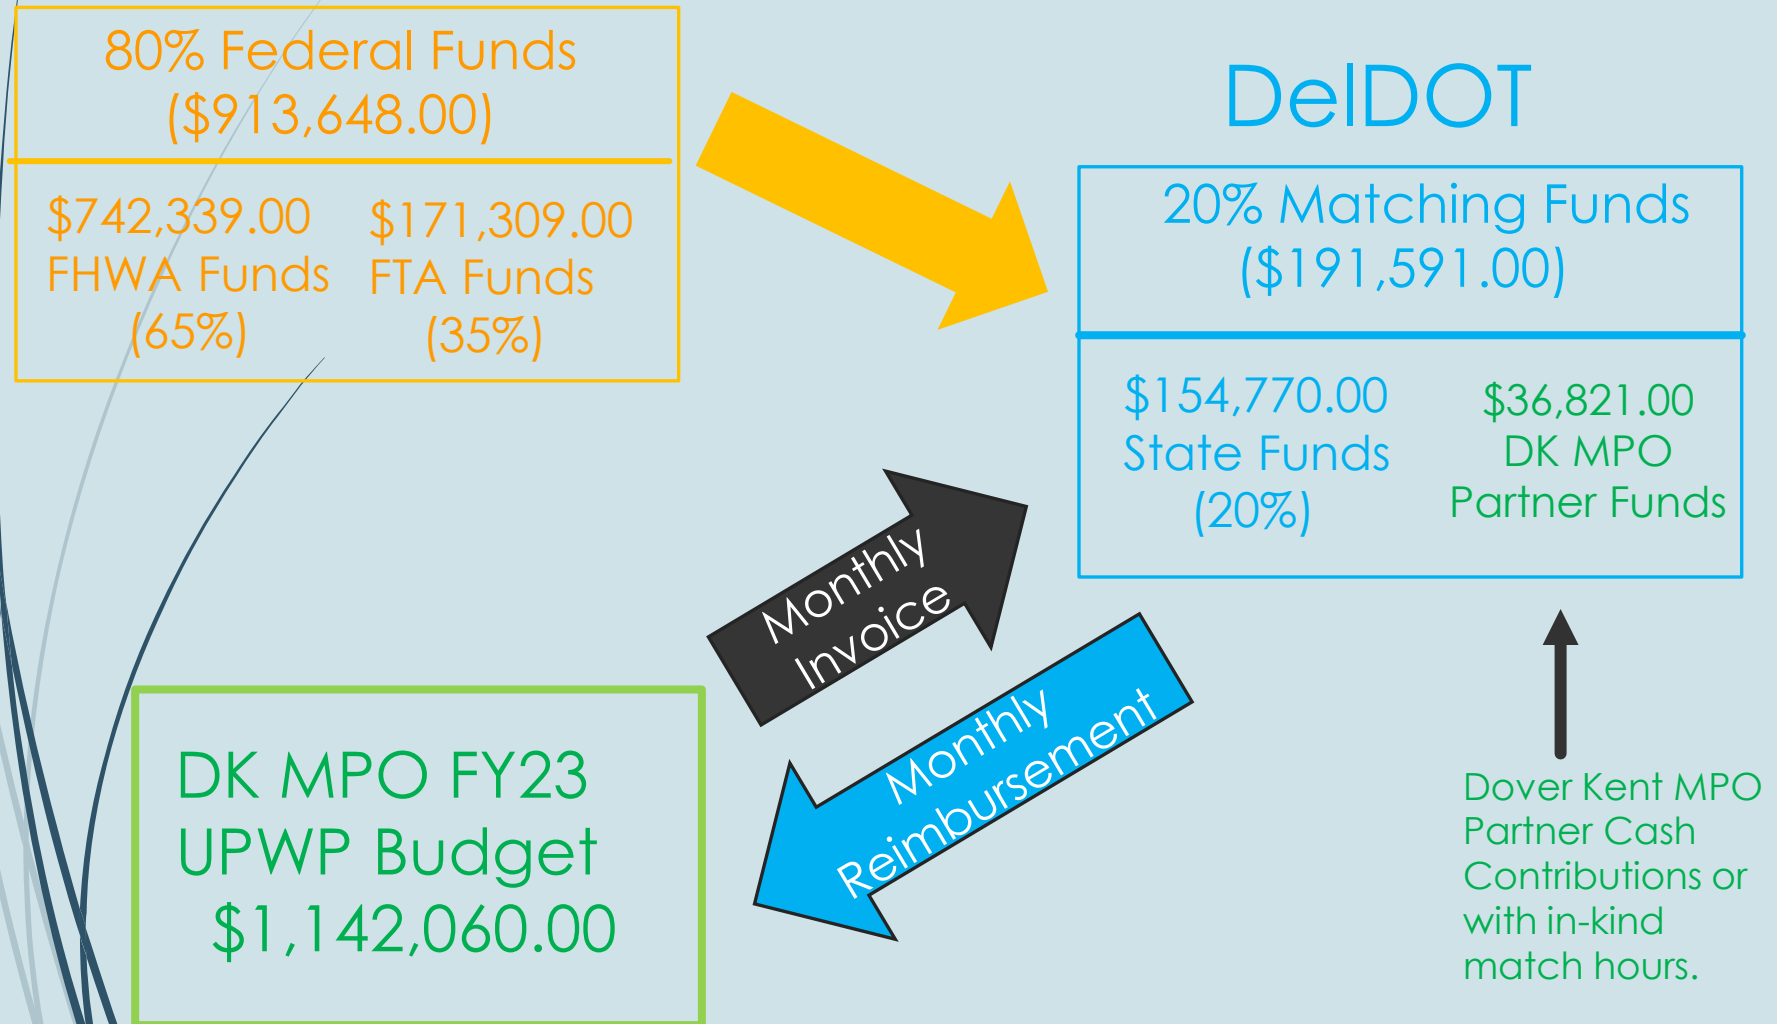 80% Federal Funds
($913,648.00)
$742,339.00
FHWA Funds
(65%)
$171,309.00
FTA Funds
(35%)
DelDOT
20% Matching Funds
($191,591.00)
$154,770.00
State Funds
(20%)
$36,821.00
DK MPO
Partner Funds
Monthly
Invoice
Monthly
Reimbursement
DK MPO FY23
UPWP Budget
$1,142,060.00
Dover Kent MPO
Partner Cash
Contributions or
with in-kind
match hours.